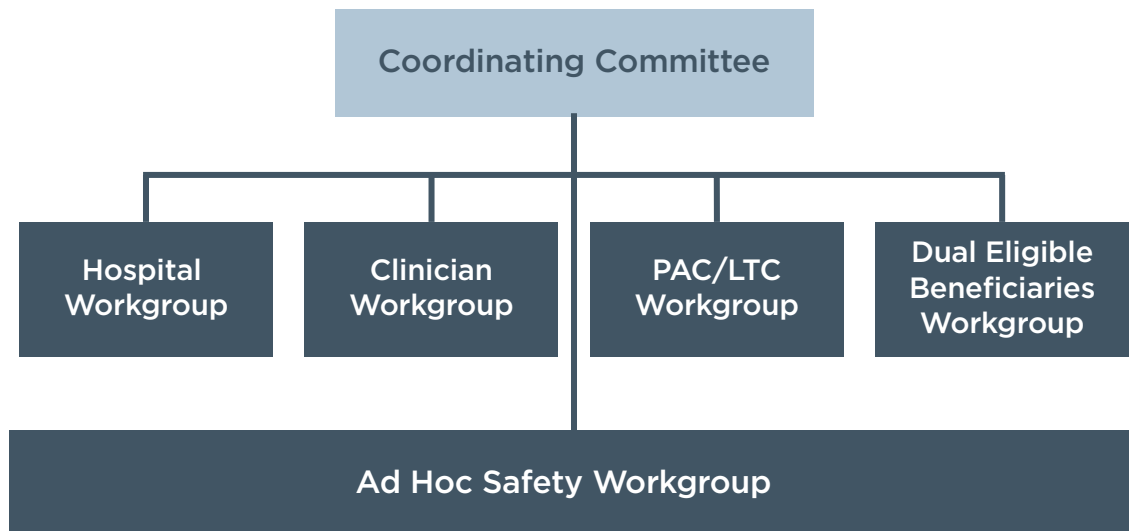 Coordinating Committee
Hospital
Workgroup
Clinician
Workgroup
PAC/LTC
Workgroup
Dual Eligible
Beneficiaries
Workgroup
Ad Hoc Safety Workgroup